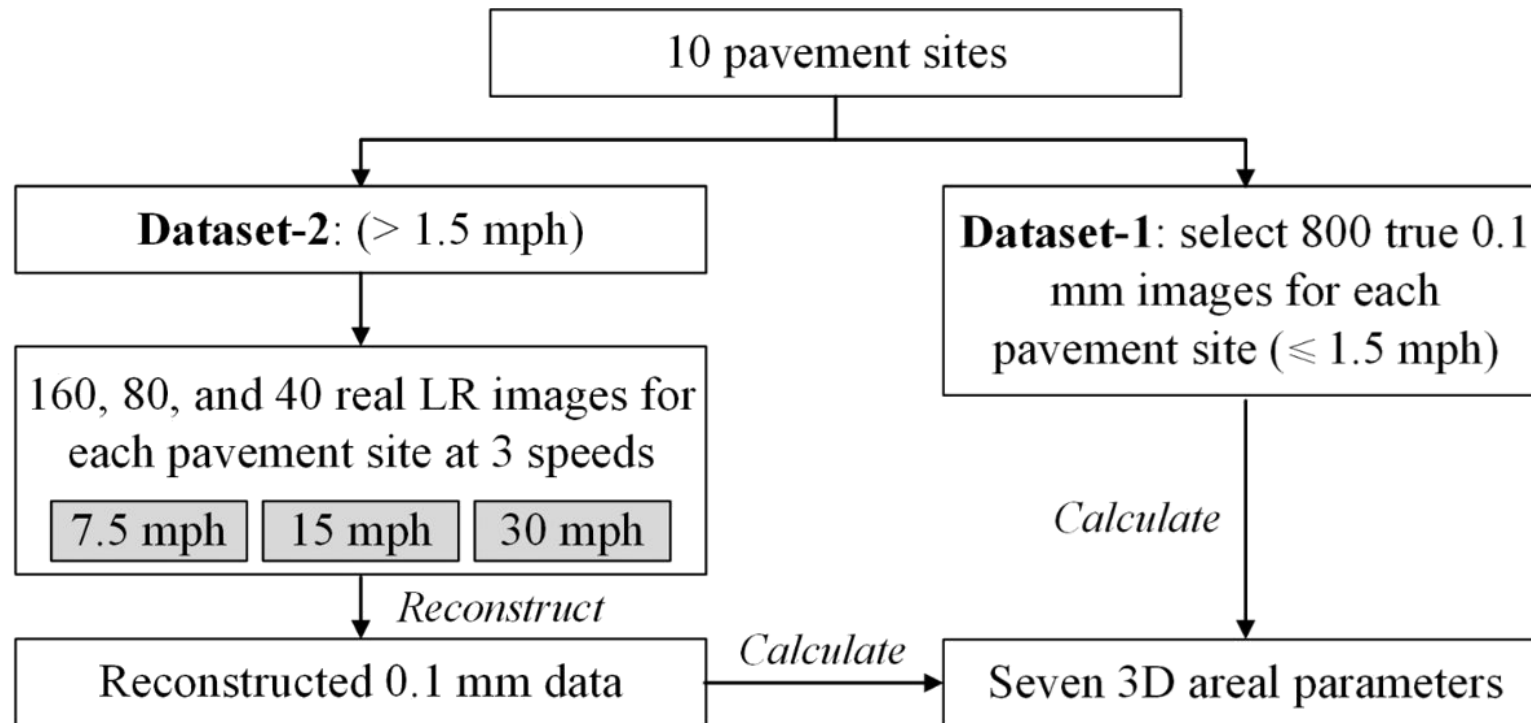 10 pavement sites
Dataset-2: (> 1.5 mph)
160, 80, and 40 real LR images for
each pavement site at 3 speeds
7.5 mph
15 mph
30 mph
Reconstruct
Reconstructed 0.1 mm data
Calculate
Dataset-1: select 800 true 0.1
mm images for each
pavement site (⩽ 1.5 mph)
Calculate
Seven 3D areal parameters